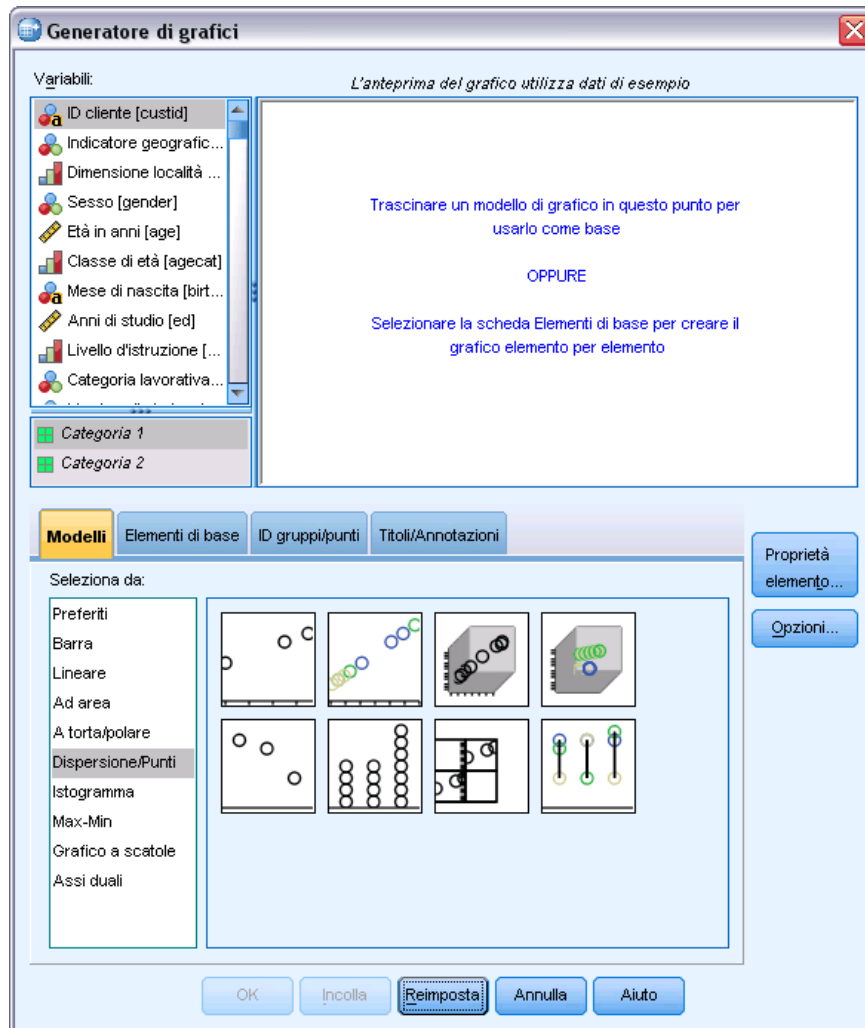 Generatore di grafici
Variabili:
L'anteprima del grafico utilizza dati di esempio
ID cliente [custid]
Indicatore geografic...
Dimensione località ...
Sesso [gender]
Età in anni [age]
Classe di età [agecat]
Mese di nascita [birt...
Anni di studio [ed]
Livello d'istruzione [...
Categoria lavorativa...
Trascinare un modello di grafico in questo punto per
usarlo come base
OPPURE
Selezionare la scheda Elementi di base per creare il
grafico elemento per elemento
Categoria 1
Categoria 2
Modelli
Elementi di base
ID gruppi/punti
Titoli/Annotazioni
Seleziona da:
Preferiti
Barra
Lineare
Ad area
A torta/polare
Dispersione/Punti
Istogramma
Max-Min
Grafico a scatole
Assi duali
Proprietà
elemento...
Opzioni...
OK
Incolla
Reimposta
Annulla
Aiuto